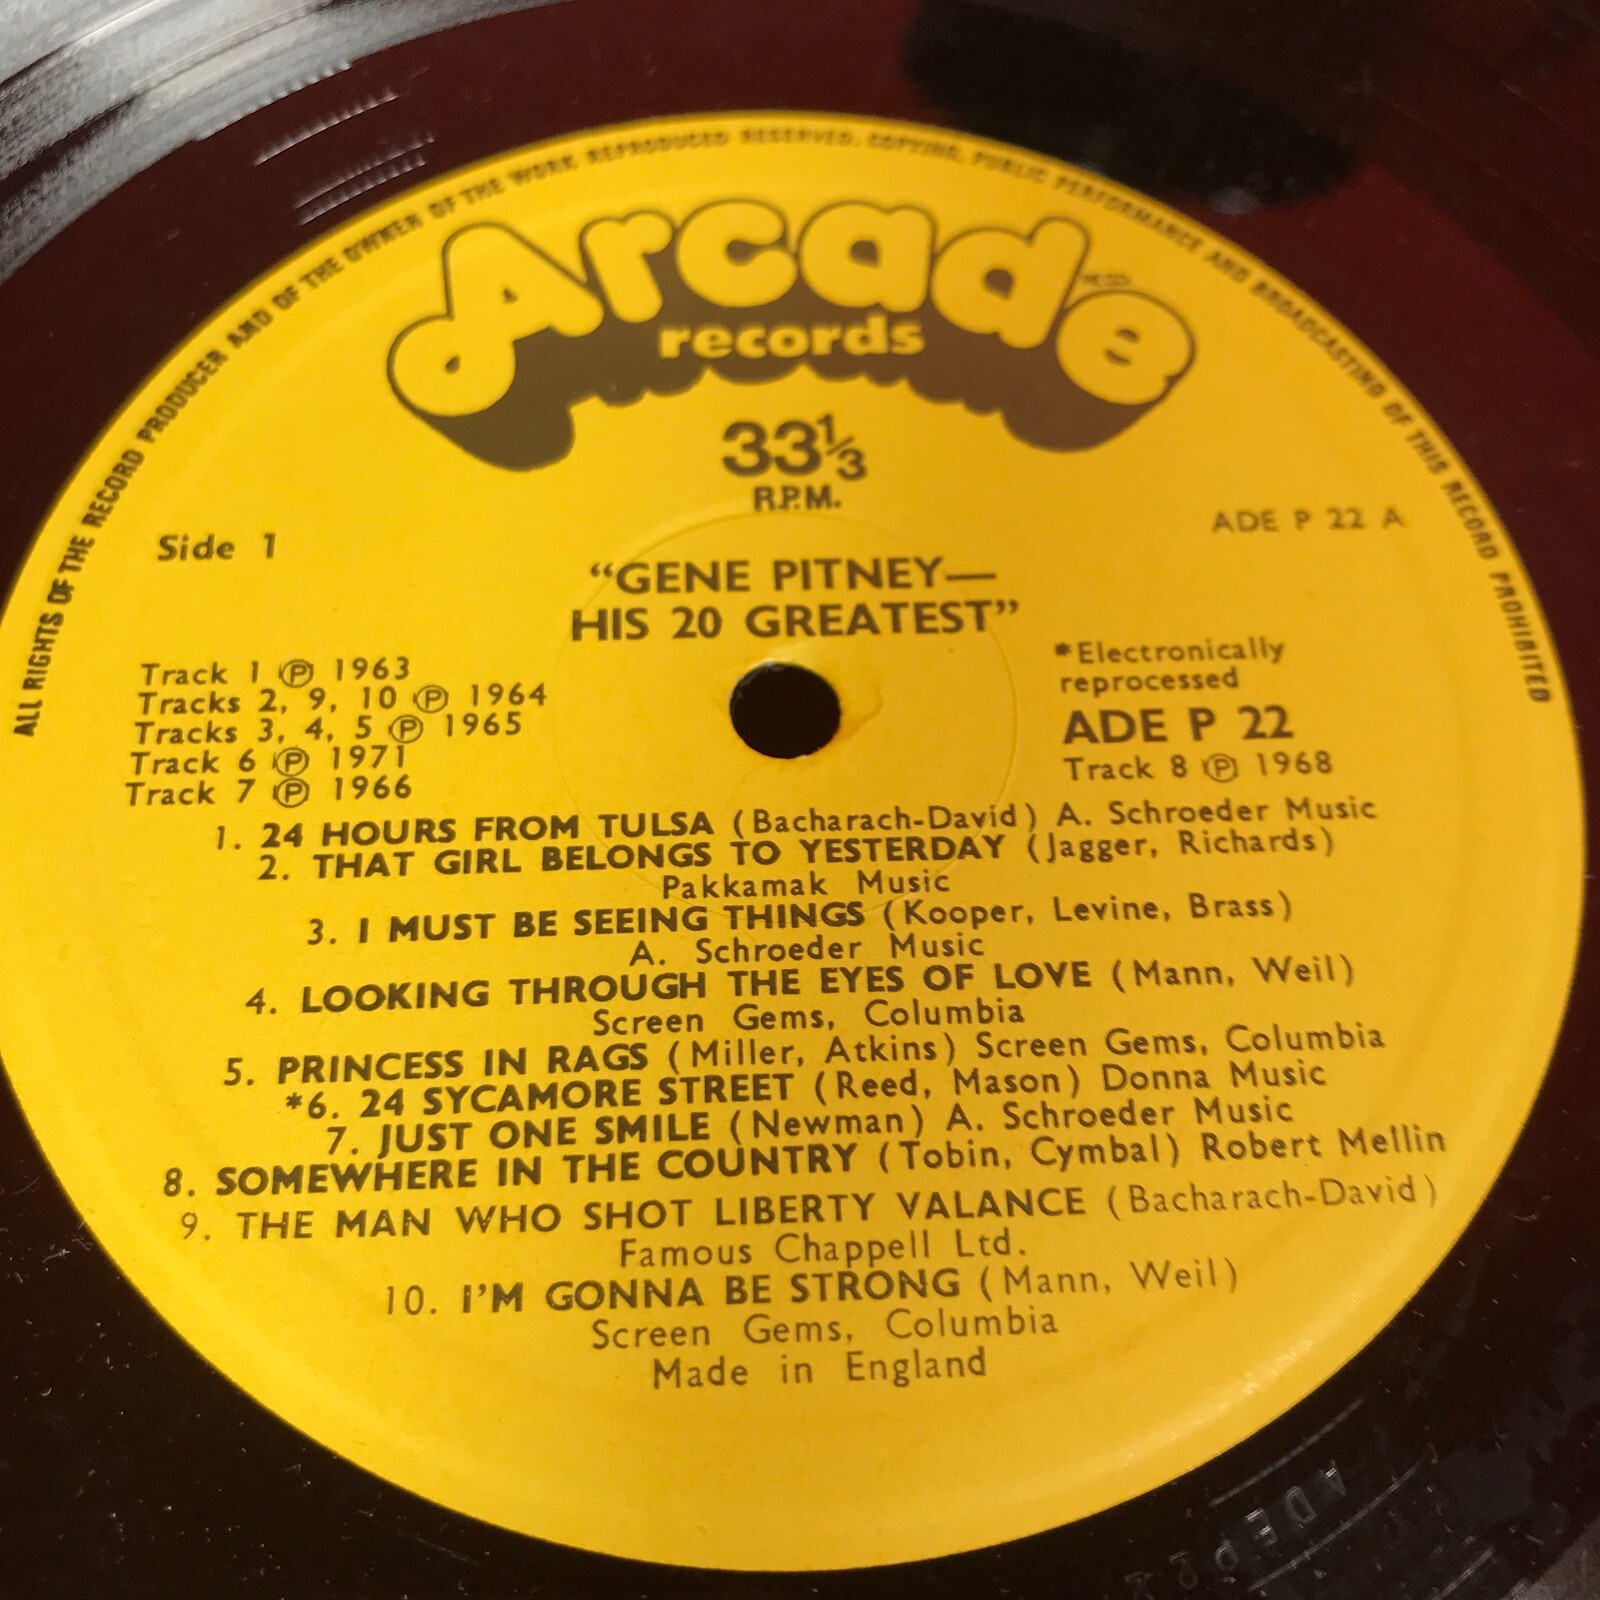 ALL RIGHTS OF THE RECORD PRODUCER AND OF THE OWNER OF THE WORK REPRODUCED RESERVED. COPYING, PUBLIC PERFORMANCE AND BROADCASTING OF THIS RECORD PROHIBITED
Arcade
records
33⅓
R.P.M.
Side 1
ADE P 22 A
"GENE PITNEY—
HIS 20 GREATEST"
Track 1 ℗ 1963
Tracks 2, 9, 10 ℗ 1964
Tracks 3, 4, 5 ℗ 1965
Track 6 ℗ 1971
Track 7 ℗ 1966
*Electronically
reprocessed
ADE P 22
Track 8 ℗ 1968
1. 24 HOURS FROM TULSA (Bacharach-David) A. Schroeder Music
2. THAT GIRL BELONGS TO YESTERDAY (Jagger, Richards)
Pakkamak Music
3. I MUST BE SEEING THINGS (Kooper, Levine, Brass)
A. Schroeder Music
4. LOOKING THROUGH THE EYES OF LOVE (Mann, Weil)
Screen Gems, Columbia
5. PRINCESS IN RAGS (Miller, Atkins) Screen Gems, Columbia
*6. 24 SYCAMORE STREET (Reed, Mason) Donna Music
7. JUST ONE SMILE (Newman) A. Schroeder Music
8. SOMEWHERE IN THE COUNTRY (Tobin, Cymbal) Robert Mellin
9. THE MAN WHO SHOT LIBERTY VALANCE (Bacharach-David)
Famous Chappell Ltd.
10. I'M GONNA BE STRONG (Mann, Weil)
Screen Gems, Columbia
Made in England